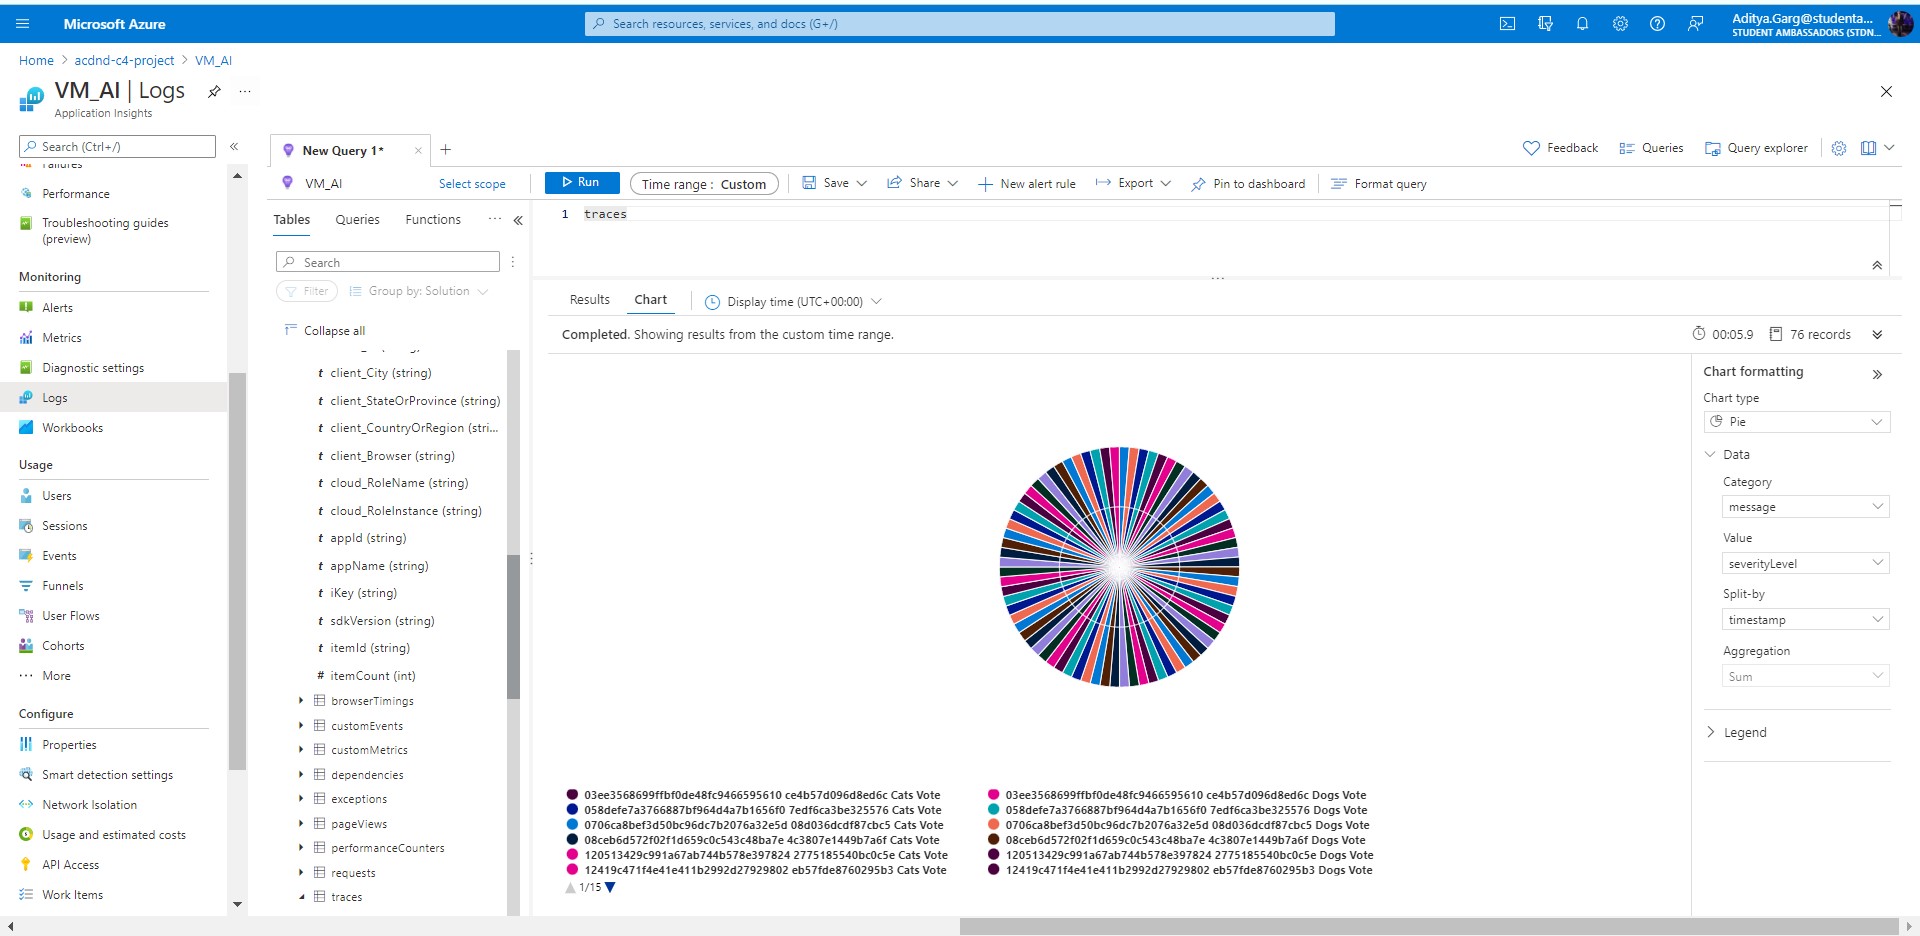 Microsoft Azure
Search resources, services, and docs (G+/)
Aditya.Garg@studenta...
STUDENT AMBASSADORS (STDN...
Home > acdnd-c4-project > VM_AI
VM_AI | Logs
Application Insights
Search (Ctrl+/)
Failures
Performance
Troubleshooting guides
(preview)
Monitoring
Alerts
Metrics
Diagnostic settings
Logs
Workbooks
Usage
Users
Sessions
Events
Funnels
User Flows
Cohorts
More
Configure
Properties
Smart detection settings
Network Isolation
Usage and estimated costs
API Access
Work Items
New Query 1*
Feedback
Queries
Query explorer
VM_AI
Select scope
Run
Time range : Custom
Save
Share
New alert rule
Export
Pin to dashboard
Format query
Tables
Queries
Functions
Search
Filter
Group by: Solution
Collapse all
t client_City (string)
t client_StateOrProvince (string)
t client_CountryOrRegion (stri...
t client_Browser (string)
t cloud_RoleName (string)
t cloud_RoleInstance (string)
t appId (string)
t appName (string)
t iKey (string)
t sdkVersion (string)
t itemId (string)
# itemCount (int)
browserTimings
customEvents
customMetrics
dependencies
exceptions
pageViews
performanceCounters
requests
traces
1 traces
Results
Chart
Display time (UTC+00:00)
Completed. Showing results from the custom time range.
00:05.9
76 records
03ee3568699ffbf0de48fc9466595610 ce4b57d096d8ed6c Cats Vote
058defe7a3766887bf964d4a7b1656f0 7edf6ca3be325576 Cats Vote
0706ca8bef3d50bc96dc7b2076a32e5d 08d036dcdf87cbc5 Cats Vote
08ceb6d572f02f1d659c0c543c48ba7e 4c3807e1449b7a6f Cats Vote
120513429c991a67ab744b578e397824 2775185540bc0c5e Cats Vote
12419c471f4e41e411b2992d27929802 eb57fde8760295b3 Cats Vote
1/15
03ee3568699ffbf0de48fc9466595610 ce4b57d096d8ed6c Dogs Vote
058defe7a3766887bf964d4a7b1656f0 7edf6ca3be325576 Dogs Vote
0706ca8bef3d50bc96dc7b2076a32e5d 08d036dcdf87cbc5 Dogs Vote
08ceb6d572f02f1d659c0c543c48ba7e 4c3807e1449b7a6f Dogs Vote
120513429c991a67ab744b578e397824 2775185540bc0c5e Dogs Vote
12419c471f4e41e411b2992d27929802 eb57fde8760295b3 Dogs Vote
Chart formatting
Chart type
Pie
Data
Category
message
Value
severityLevel
Split-by
timestamp
Aggregation
Sum
Legend